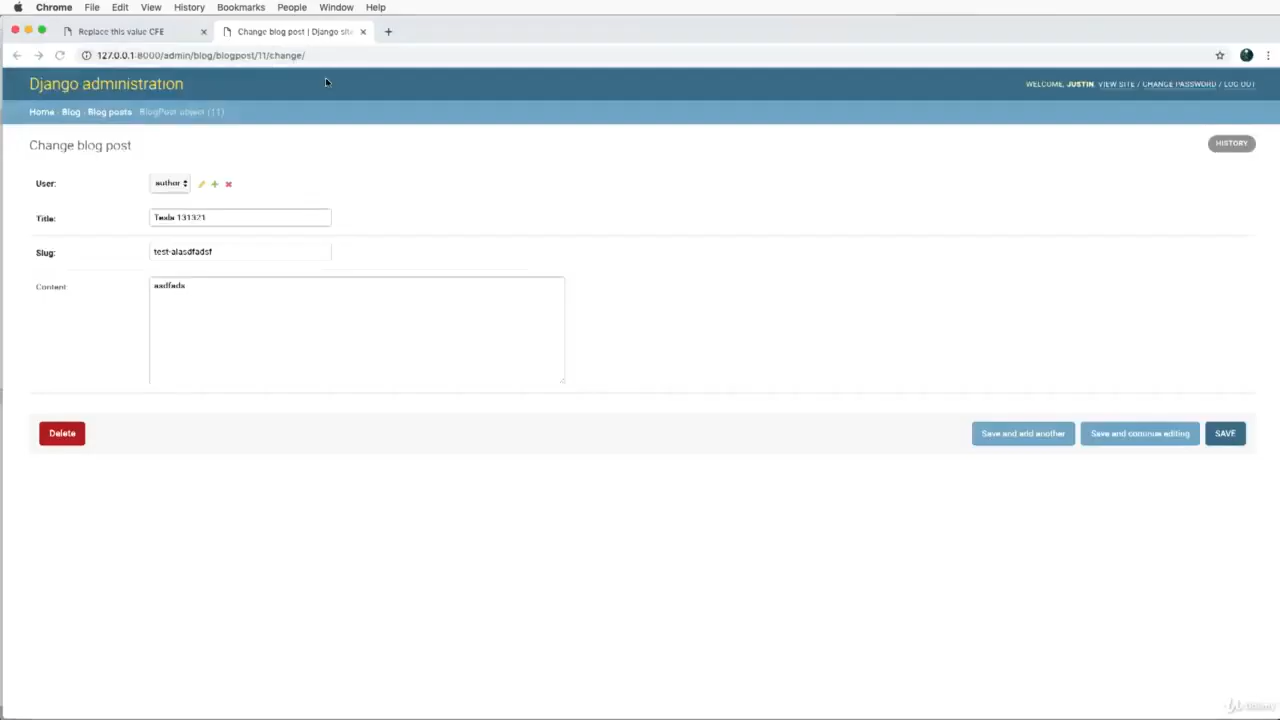 Chrome File Edit View History Bookmarks People Window Help
Replace this value CFE
Change blog post | Django site
127.0.0.1:8000/admin/blog/blogpost/11/change/
Django administration
WELCOME, JUSTIN. VIEW SITE / CHANGE PASSWORD / LOG OUT
Home Blog Blog posts BlogPost object (11)
Change blog post
HISTORY
User:
author
Title:
131321
Slug:
test-alasdfadsf
Content
asdfads
Delete
Save and add another
Save and continue editing
SAVE
Udemy